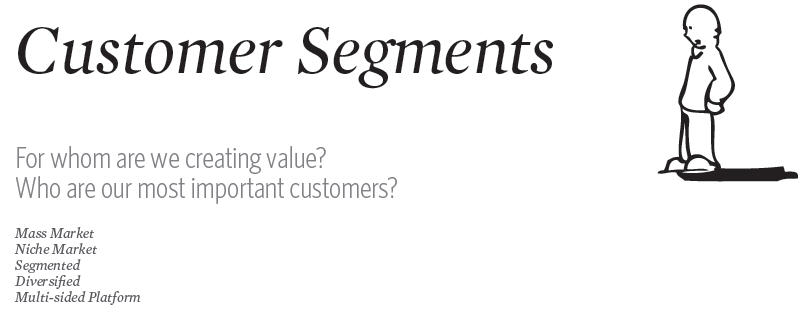 Customer Segments
For whom are we creating value?
Who are our most important customers?
Mass Market
Niche Market
Segmented
Diversified
Multi-sided Platform